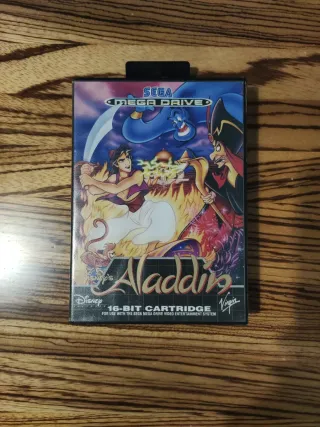 SEGA
MEGA DRIVE
Disney's
Aladdin
Disney
16-BIT CARTRIDGE
FOR USE WITH THE SEGA MEGA DRIVE VIDEO ENTERTAINMENT SYSTEM
Virgin